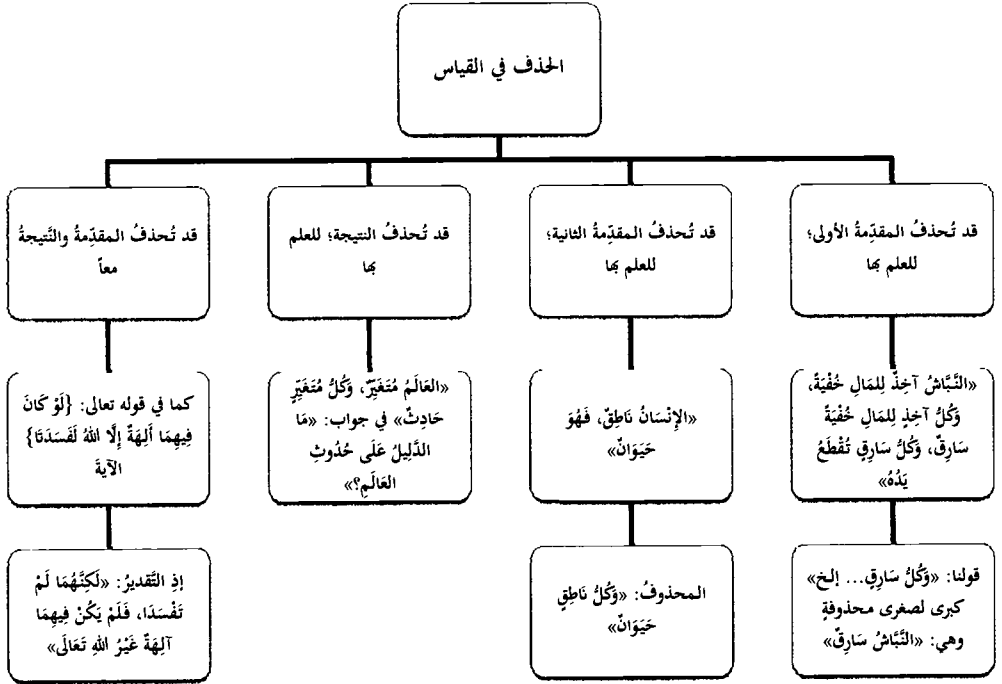 الحذف في القياس
قد تُحذفُ المقدِّمةُ الأولى؛
للعلم بها
«النَّبَّاشُ آخِذٌ لِلمَالِ خُفْيَةً،
وَكُلُّ آخِذٍ لِلمَالِ خُفْيَةً
سَارِقٌ، وَكُلُّ سَارِقٍ تُقْطَعُ
يَدُهُ»
قولنا: «وَكُلُّ سَارِقٍ... إلخ»
كبرى لصغرى محذوفةٍ
وهي: «النَّبَّاشُ سَارِقٌ»
قد تُحذفُ المقدِّمةُ الثانية؛
للعلم بها
«الإِنْسَانُ نَاطِقٌ، فَهُوَ
حَيَوَانٌ»
المحذوفُ: «وَكُلُّ نَاطِقٍ
حَيَوَانٌ»
قد تُحذفُ النتيجة؛ للعلم
بها
«العَالَمُ مُتَغَيِّرٌ، وَكُلُّ مُتَغَيِّرٍ
حَادِثٌ» في جواب: «مَا
الدَّلِيلُ عَلَى حُدُوثِ
العَالَمِ؟»
قد تُحذفُ المقدِّمةُ والنَّتيجةُ
معاً
كما في قوله تعالى: {لَوْ كَانَ
فِيهِمَا أَلِهَةٌ إِلَّا اللهُ لَفَسَدَتَا}
الآيةَ
إذِ التَّقديرُ: «لَكِنَّهُمَا لَمْ
تَفْسَدَا، فَلَمْ يَكُنْ فِيهِمَا
آلِهَةٌ غَيْرُ اللهِ تَعَالَى»